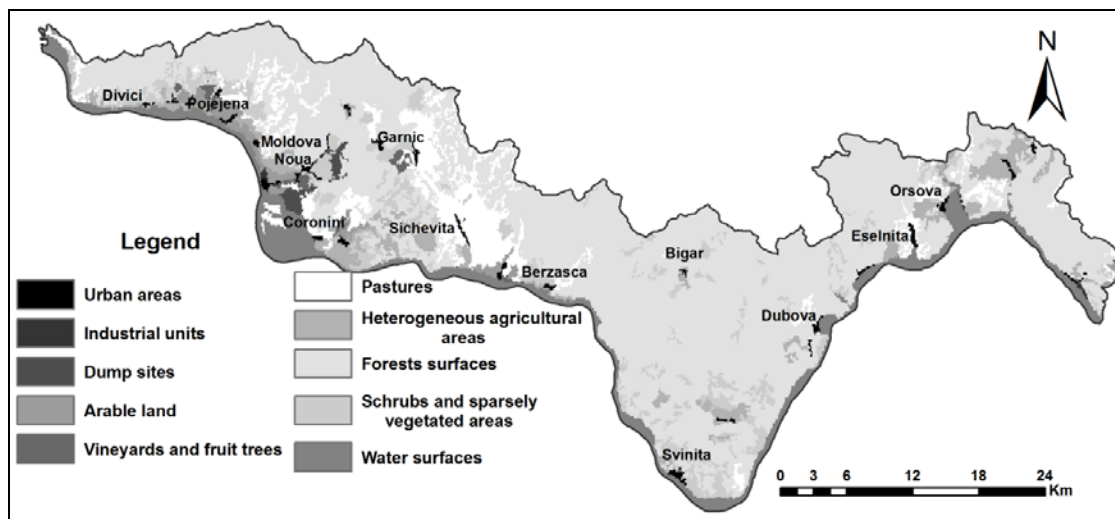 N
Divici
Pojejena
Moldova
Noua
Garnic
Orsova
Coronini
Sichevita
Eselnita
Legend
Bigar
Berzasca
Urban areas
Pastures
Industrial units
Heterogeneous agricultural
areas
Dubova
Dump sites
Forests surfaces
Arable land
Schrubs and sparsely
vegetated areas
Vineyards and fruit trees
Water surfaces
Svinita
0 3 6 12 18 24
Km